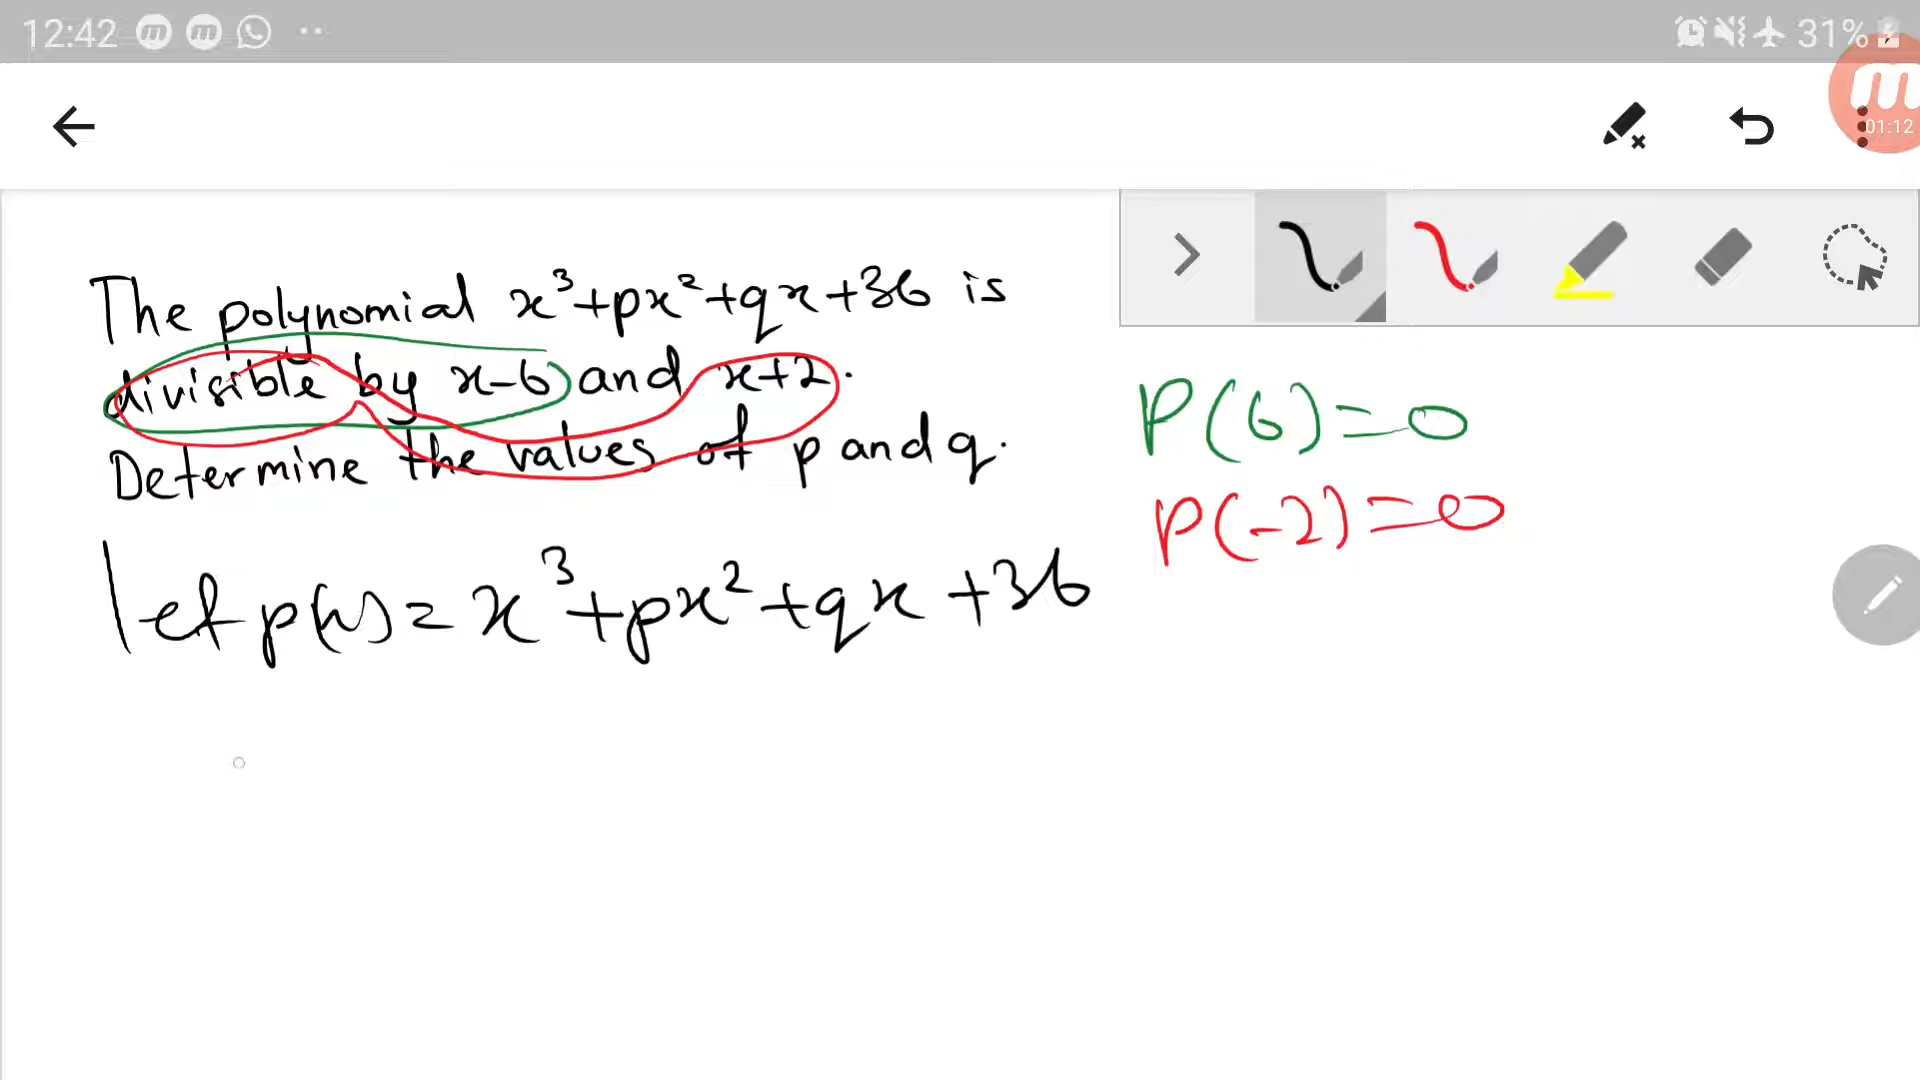 12:42
31%
01:12
The polynomial x³+px²+qx+36 is
divisible by x-6 and x+2.
Determine the values of p and q.
P(6)=0
P(-2)=0
let p(x)=x³+px²+qx+36